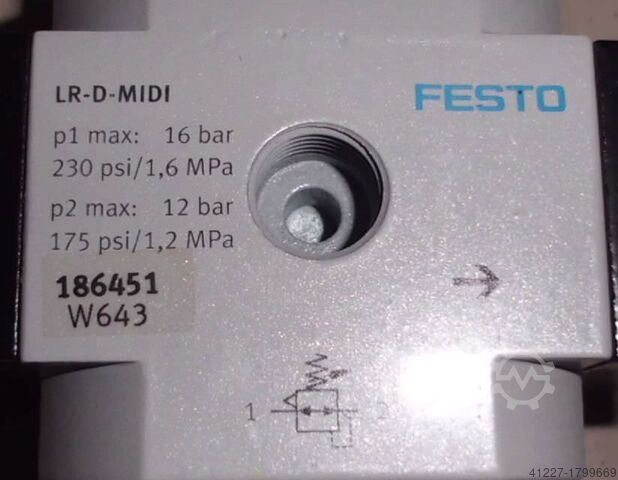 LR-D-MIDI
FESTO
p1 max: 16 bar
230 psi/1,6 MPa
p2 max: 12 bar
175 psi/1,2 MPa
186451
W643
1 2
41227-1799669